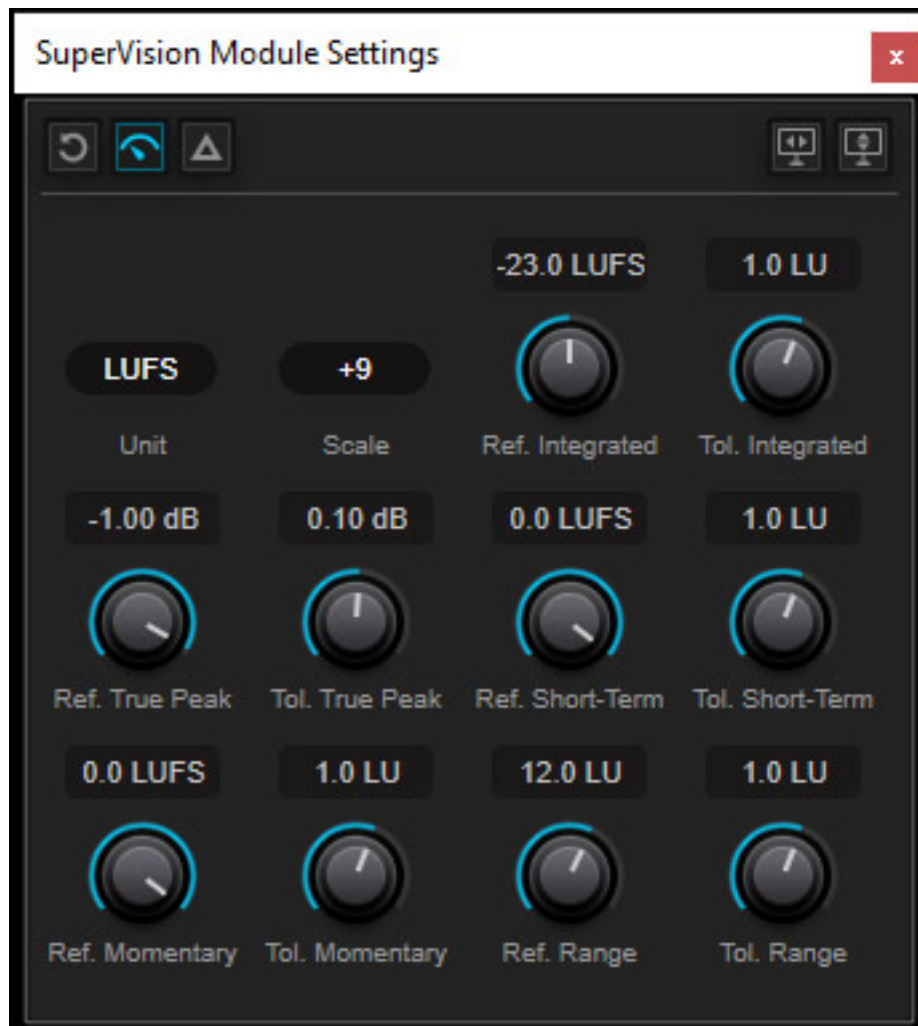 SuperVision Module Settings
x
-23.0 LUFS 1.0 LU
LUFS +9
Unit Scale Ref. Integrated Tol. Integrated
-1.00 dB 0.10 dB 0.0 LUFS 1.0 LU
Ref. True Peak Tol. True Peak Ref. Short-Term Tol. Short-Term
0.0 LUFS 1.0 LU 12.0 LU 1.0 LU
Ref. Momentary Tol. Momentary Ref. Range Tol. Range